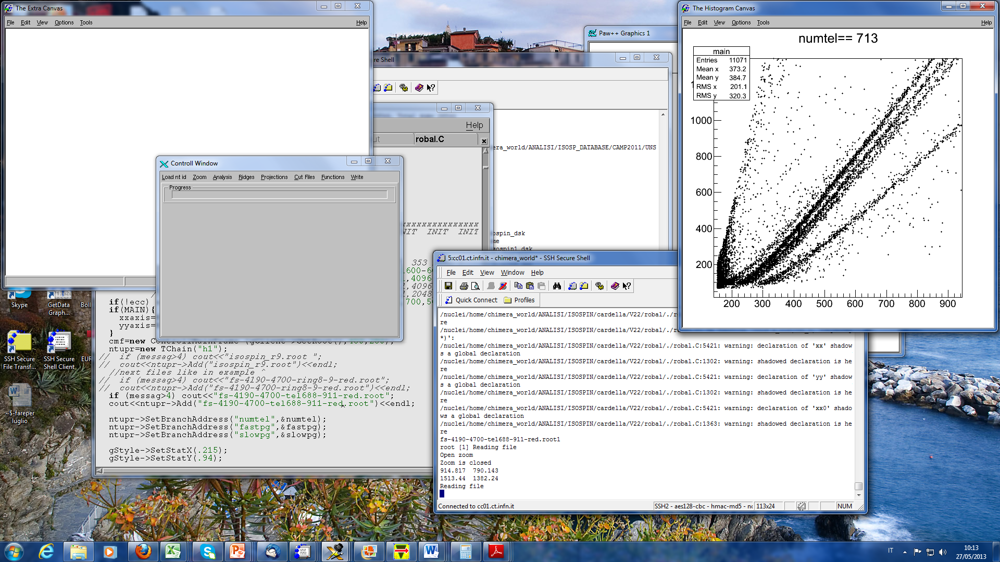 The Extra Canvas
File Edit View Options Tools Help
Paw++ Graphics 1
The Histogram Canvas
File Edit View Options Tools Help
numtel== 713
main
Entries 11071
Mean x 373.2
Mean y 384.7
RMS x 201.1
RMS y 320.3
1000
800
600
400
200
200 300 400 500 600 700 800 900
re Shell
Help
robal.C
era_world/ANALISI/ISOSP_DATABASE/CAMP2011/UNS
ospin_dsk
me
ospin1_dsk
Controll Window
Load nt id Zoom Analysis Ridges Projections Cut Files Functions Write
Progress
xxxxxxxxxxxxxxx
NIT INIT INIT
353
600-6
,4096
,4096
,2048
700,50
if(!ecc)
if(MAIN){
xxaxis=
yyaxis=
}
ntupr=new TChain("h1");
// if (messag>4) cout<<"isospin_r9.root ";
// cout<<ntupr->Add("isospin_r9.root")<<endl;
//next files like in example ^
// if (messag>4) cout<<"fs-4190-4700-ring8-9-red.root";
// cout<<ntupr->Add("fs-4190-4700-ring8-9-red.root")<<endl;
if (messag>4) cout<<"fs-4190-4700-tel688-911-red.root";
cout<<ntupr->Add("fs-4190-4700-tel688-911-red.root")<<endl;
ntupr->SetBranchAddress("numtel",&numtel);
ntupr->SetBranchAddress("fastpg",&fastpg);
ntupr->SetBranchAddress("slowpg",&slowpg);
gStyle->SetStatX(.215);
gStyle->SetStatY(.94);
5:cc01.ct.infn.it - chimera_world* - SSH Secure Shell
File Edit View Window Help
Quick Connect Profiles
/nuclei/home/chimera_world/ANALISI/ISOSPIN/cardella/V22/robal/./r
re
/nuclei/home/chimera_world/ANALISI/ISOSPIN/cardella/V22/robal/./r
*)':
/nuclei/home/chimera_world/ANALISI/ISOSPIN/cardella/V22/robal/./robal.C:5421: warning: declaration of 'xx' shadow
s a global declaration
/nuclei/home/chimera_world/ANALISI/ISOSPIN/cardella/V22/robal/./robal.C:1302: warning: shadowed declaration is he
re
/nuclei/home/chimera_world/ANALISI/ISOSPIN/cardella/V22/robal/./robal.C:5421: warning: declaration of 'yy' shadow
s a global declaration
/nuclei/home/chimera_world/ANALISI/ISOSPIN/cardella/V22/robal/./robal.C:1302: warning: shadowed declaration is he
re
/nuclei/home/chimera_world/ANALISI/ISOSPIN/cardella/V22/robal/./robal.C:5421: warning: declaration of 'xx0' shado
ws a global declaration
/nuclei/home/chimera_world/ANALISI/ISOSPIN/cardella/V22/robal/./robal.C:1363: warning: shadowed declaration is he
re
fs-4190-4700-tel688-911-red.root1
root [1] Reading file
Open zoom
Zoom is closed
914.817 790.143
1513.44 1382.24
Reading file
Connected to cc01.ct.infn.it
SSH2 - aes128-cbc - hmac-md5 - nc 113x24 NUM
Skype
GetData
Graph...
Boll
SSH Secure
File Transf...
SSH Secure
Shell Client
EUR
~$-fareper
luglio
IT
10:13
27/05/2013